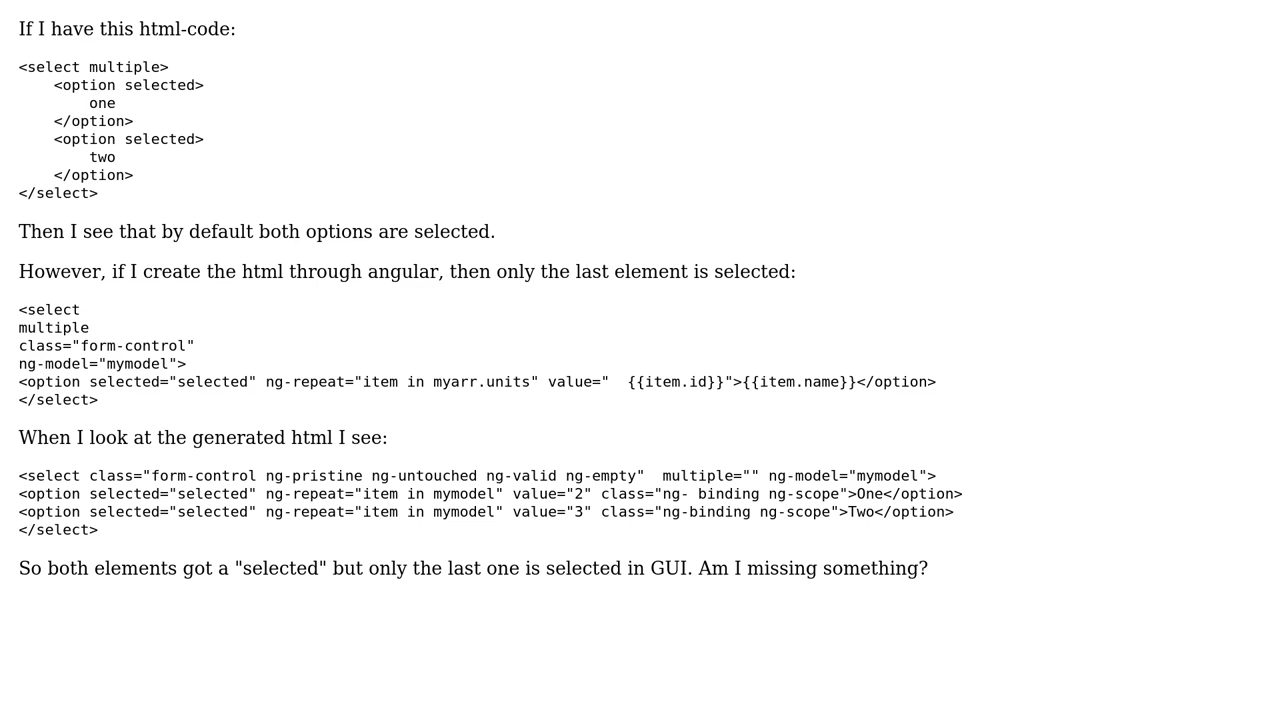 If I have this html-code:
<select multiple>
    <option selected>
        one
    </option>
    <option selected>
        two
    </option>
</select>
Then I see that by default both options are selected.
However, if I create the html through angular, then only the last element is selected:
<select
multiple
class="form-control"
ng-model="mymodel">
<option selected="selected" ng-repeat="item in myarr.units" value="  {{item.id}}">{{item.name}}</option>
</select>
When I look at the generated html I see:
<select class="form-control ng-pristine ng-untouched ng-valid ng-empty"  multiple="" ng-model="mymodel">
<option selected="selected" ng-repeat="item in mymodel" value="2" class="ng- binding ng-scope">One</option>
<option selected="selected" ng-repeat="item in mymodel" value="3" class="ng-binding ng-scope">Two</option>
</select>
So both elements got a "selected" but only the last one is selected in GUI. Am I missing something?